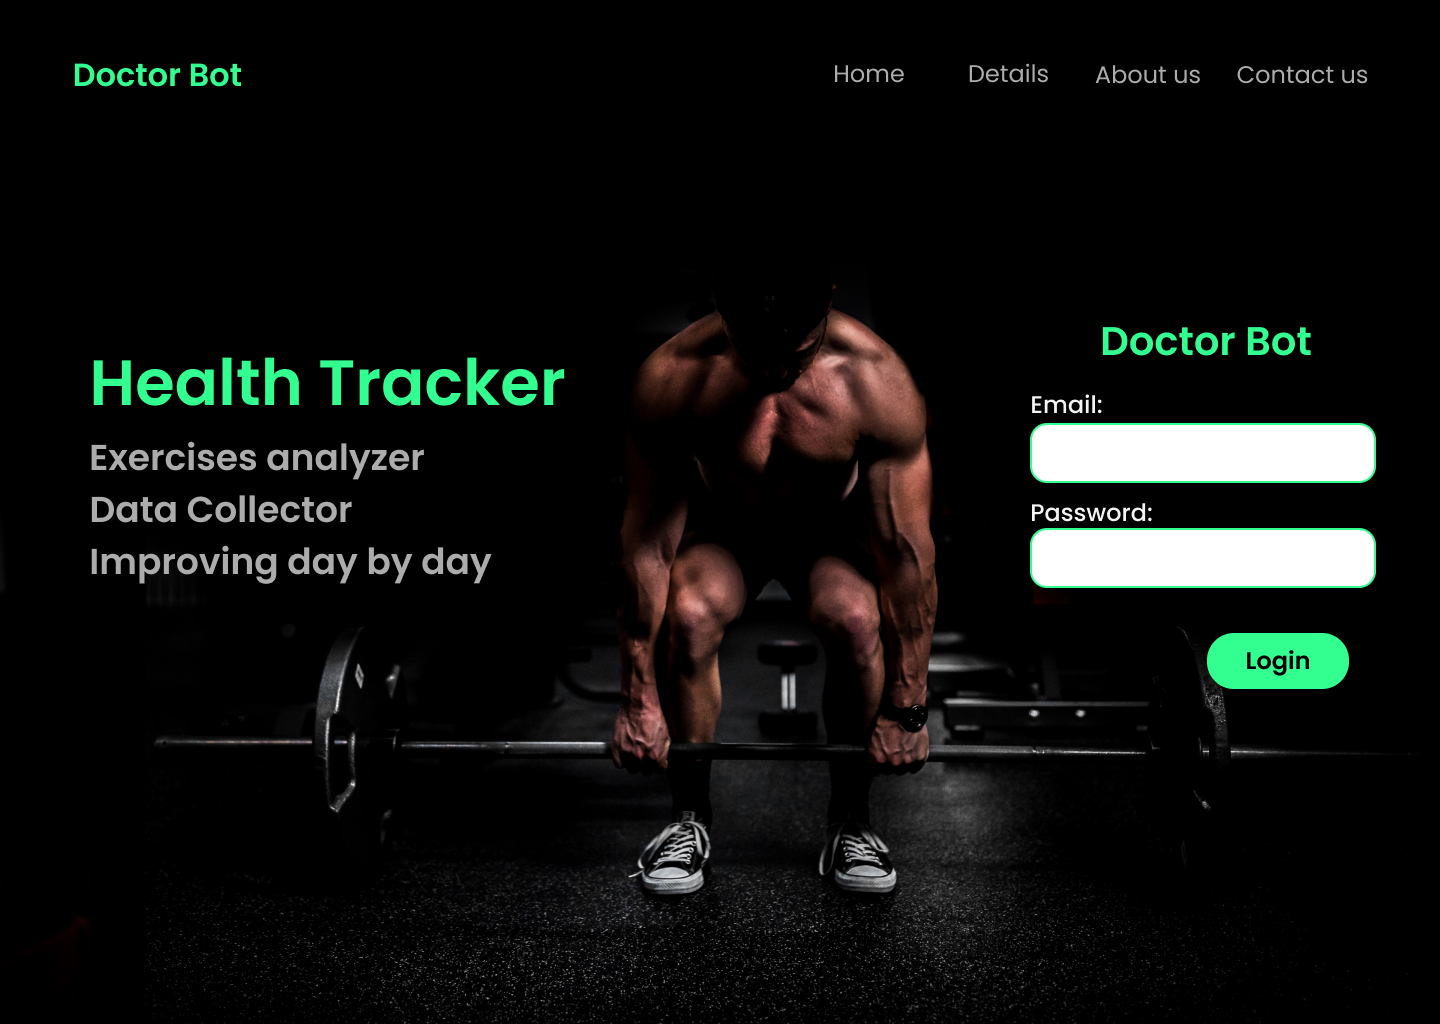 Doctor Bot
Home
Details
About us
Contact us
Health Tracker
Exercises analyzer
Data Collector
Improving day by day
Doctor Bot
Email:
Password:
Login